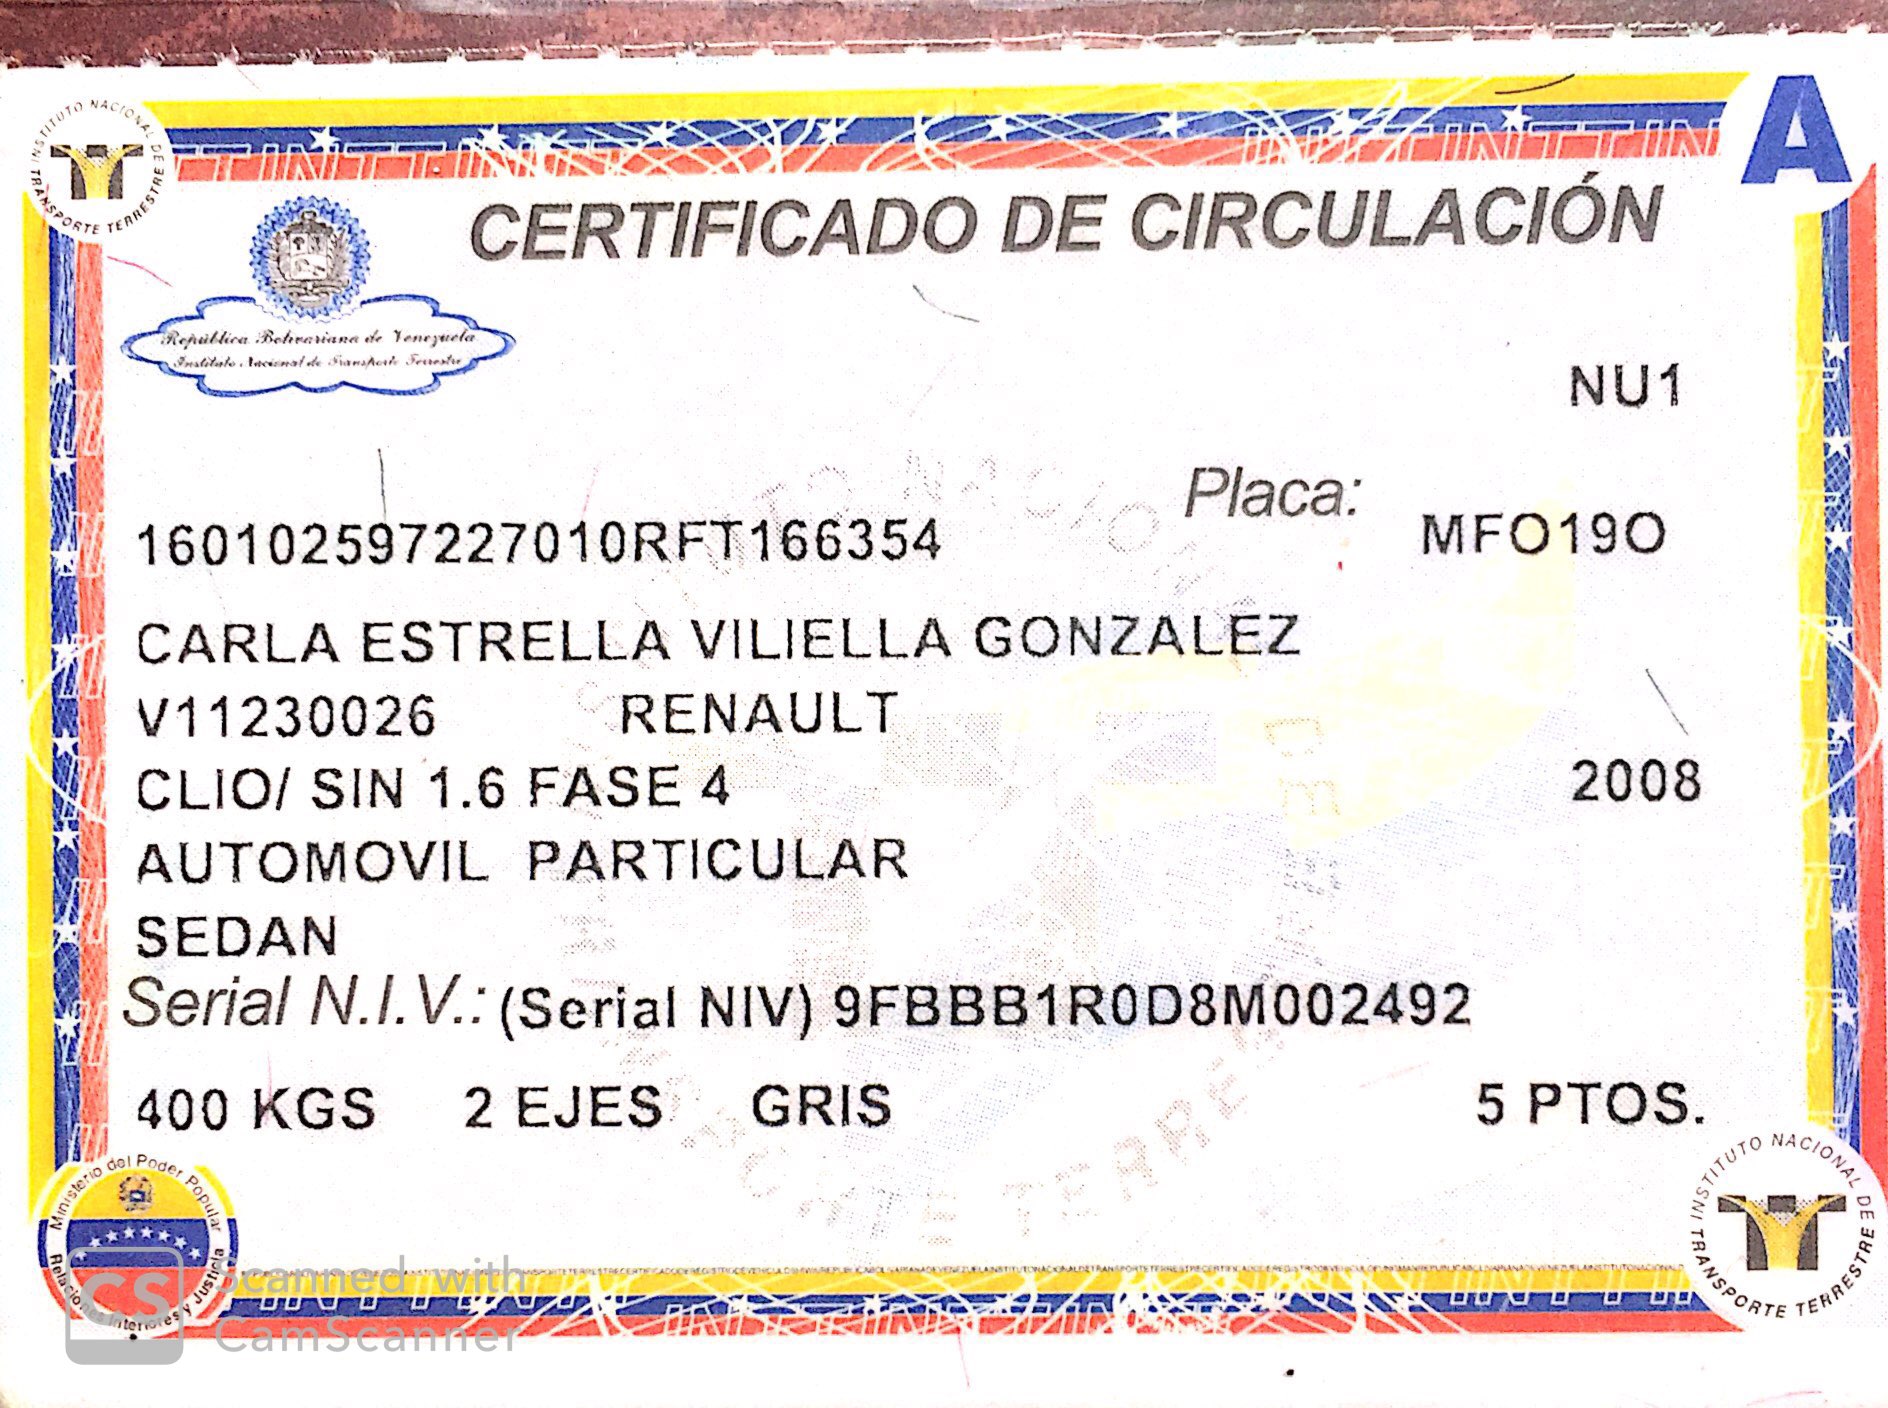 INSTITUTO NACIONAL DE TRANSPORTE TERRESTRE
A
CERTIFICADO DE CIRCULACIÓN
República Bolivariana de Venezuela
Instituto Nacional de Transporte Terrestre
NU1
Placa:
160102597227010RFT166354 MFO19O
CARLA ESTRELLA VILIELLA GONZALEZ
V11230026 RENAULT
CLIO/ SIN 1.6 FASE 4 2008
AUTOMOVIL PARTICULAR
SEDAN
Serial N.I.V.: (Serial NIV) 9FBBB1R0D8M002492
400 KGS 2 EJES GRIS 5 PTOS.
Ministerio del Poder Popular
Relaciones Interiores y Justicia
INSTITUTO NACIONAL DE TRANSPORTE TERRESTRE
CS Scanned with
CamScanner